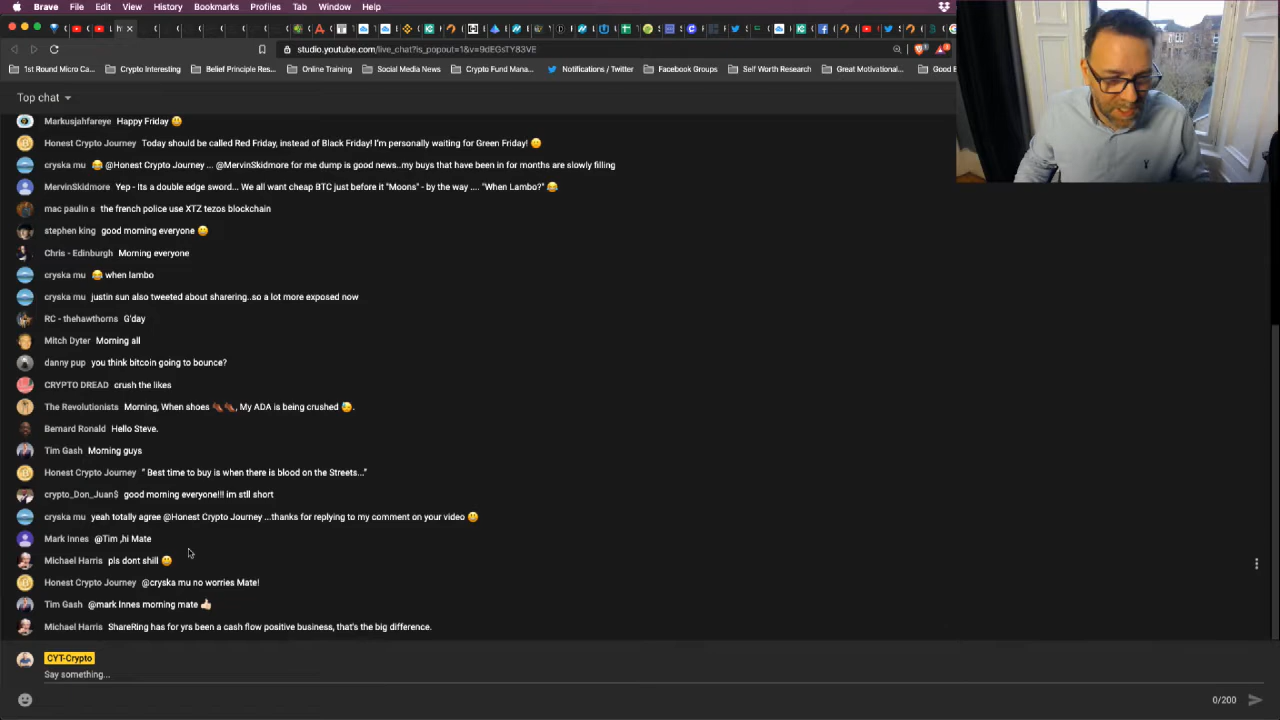 Brave File Edit View History Bookmarks Profiles Tab Window Help
studio.youtube.com/live_chat?is_popout=1&v=9dEGsTY83VE
1st Round Micro Ca... Crypto Interesting Belief Principle Res... Online Training Social Media News Crypto Fund Mana... Notifications / Twitter Facebook Groups Self Worth Research Great Motivational... Good
Top chat
Markusjahfareye Happy Friday 🙂
Honest Crypto Journey Today should be called Red Friday, instead of Black Friday! I'm personally waiting for Green Friday! 🙂
cryska mu 😂 @Honest Crypto Journey ... @MervinSkidmore for me dump is good news..my buys that have been in for months are slowly filling
MervinSkidmore Yep - Its a double edge sword... We all want cheap BTC just before it "Moons" - by the way .... "When Lambo?" 😂
mac paulin s the french police use XTZ tezos blockchain
stephen king good morning everyone 🙂
Chris - Edinburgh Morning everyone
cryska mu 😂 when lambo
cryska mu justin sun also tweeted about sharering..so a lot more exposed now
RC - thehawthorns G'day
Mitch Dyter Morning all
danny pup you think bitcoin going to bounce?
CRYPTO DREAD crush the likes
The Revolutionists Morning, When shoes 👞👞, My ADA is being crushed 😓.
Bernard Ronald Hello Steve.
Tim Gash Morning guys
Honest Crypto Journey " Best time to buy is when there is blood on the Streets..."
crypto_Don_Juan$ good morning everyone!!! im stll short
cryska mu yeah totally agree @Honest Crypto Journey ...thanks for replying to my comment on your video 🙂
Mark Innes @Tim ,hi Mate
Michael Harris pls dont shill 🙂
Honest Crypto Journey @cryska mu no worries Mate!
Tim Gash @mark Innes morning mate 👍🏻
Michael Harris ShareRing has for yrs been a cash flow positive business, that's the big difference.
CYT-Crypto
Say something...
0/200